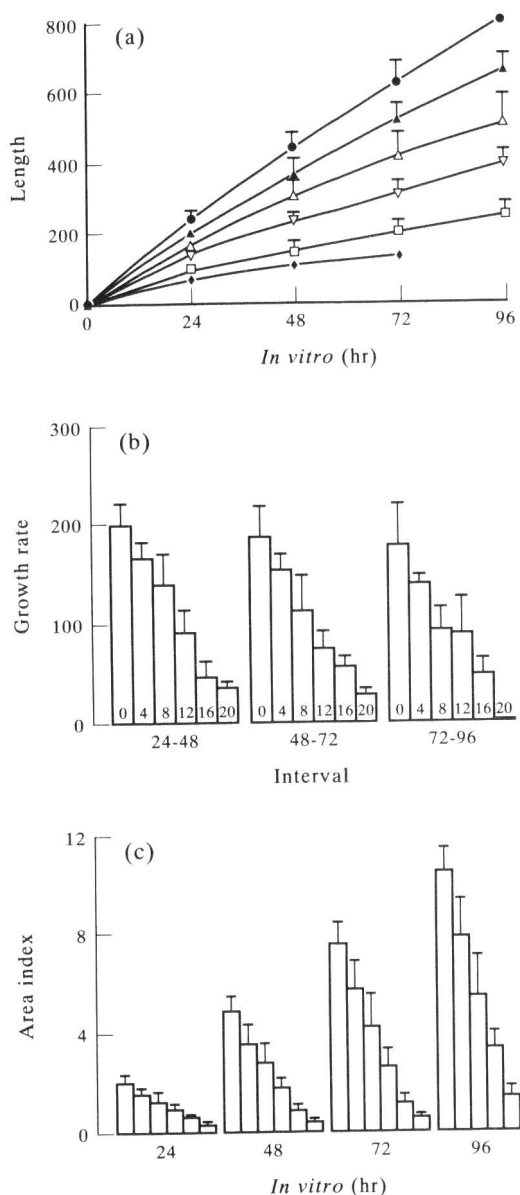 (a)
800
600
400
200
0
Length
0 24 48 72 96
In vitro (hr)
(b)
300
200
100
0
Growth rate
0 4 8 12 16 20 0 4 8 12 16 20 0 4 8 12 16 20
24-48 48-72 72-96
Interval
(c)
12
8
4
0
Area index
24 48 72 96
In vitro (hr)